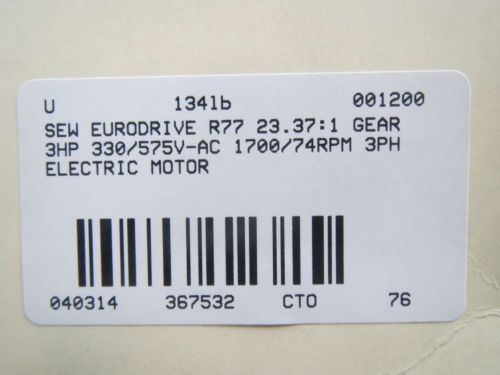 U 134lb 001200
SEW EURODRIVE R77 23.37:1 GEAR
3HP 330/575V-AC 1700/74RPM 3PH
ELECTRIC MOTOR
040314 367532 CTO 76